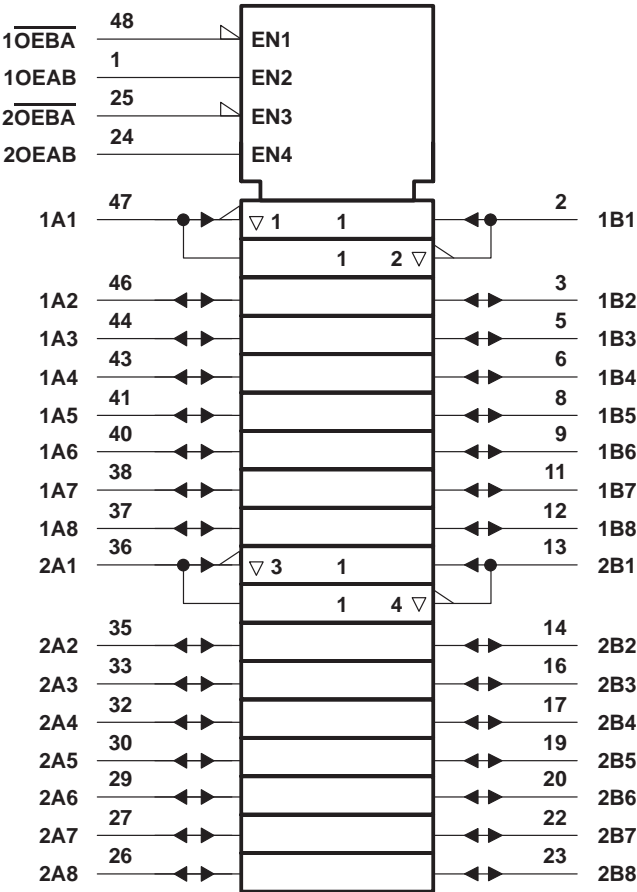 48
1OEBA EN1
1
1OEAB EN2
25
2OEBA EN3
24
2OEAB EN4
47 2
1A1 ▽ 1 1 1B1
1 2 ▽
46 3
1A2 1B2
44 5
1A3 1B3
43 6
1A4 1B4
41 8
1A5 1B5
40 9
1A6 1B6
38 11
1A7 1B7
37 12
1A8 1B8
36 13
2A1 ▽ 3 1 2B1
1 4 ▽
35 14
2A2 2B2
33 16
2A3 2B3
32 17
2A4 2B4
30 19
2A5 2B5
29 20
2A6 2B6
27 22
2A7 2B7
26 23
2A8 2B8